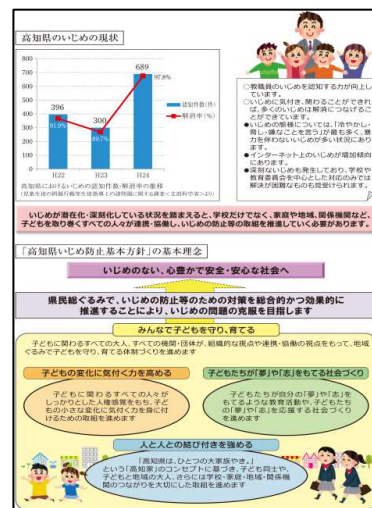 高知県のいじめの現状
800
700
600
500
400
300
200
100
0
396
300
689
91.9%
89.7%
97.8%
認知件数(件)
解消率(%)
H22
H23
H24
高知県におけるいじめの認知件数・解消率の推移
○教職員のいじめを認知する力が向上しています。
○いじめに気付き、関わることができれば、多くのいじめは解消につなげることができています。
●いじめの態様については、「冷やかし・脅し・嫌なことを言う」が最も多く、暴力を伴わないいじめが多い状況にあります。
●インターネット上のいじめが増加傾向にあります。
●深刻ないじめも発生しており、学校や教育委員会を中心とした対応のみでは解決が困難なものも見受けられます。
いじめが潜在化・深刻化している状況を踏まえると、学校だけでなく、家庭や地域、関係機関など、
子どもを取り巻くすべての人々が連携・協働し、いじめの防止等の取組を推進していく必要があります。
「高知県いじめ防止基本方針」の基本理念
いじめのない、心豊かで安全・安心な社会へ
県民総ぐるみで、いじめの防止等のための対策を総合的かつ効果的に
推進することにより、いじめの問題の克服を目指します
みんなで子どもを守り、育てる
子どもに関わるすべての大人、すべての機関・団体が、組織的な視点や連携・協働の視点をもって、地域
ぐるみで子どもを守り、育てる体制づくりを進めます
子どもの変化に気付く力を高める
子どもに関わるすべての人々が
しっかりとした人権感覚をもち、子ども
の小さな変化に気付く力を身に付
けるための取組を進めます
子どもたちが「夢」や「志」をもてる社会づくり
子どもたちが自分の「夢」や「志」を
もてるような教育活動や、子どもたち
の「夢」や「志」を応援する社会づくり
を進めます
人と人との結び付きを強める
「高知県は、ひとつの大家族やき。」
という「高知家」のコンセプトに基づき、子ども同士や、
子どもと地域の大人、さらには学校・家庭・地域・関係機
関のつながりを大切にした取組を進めます